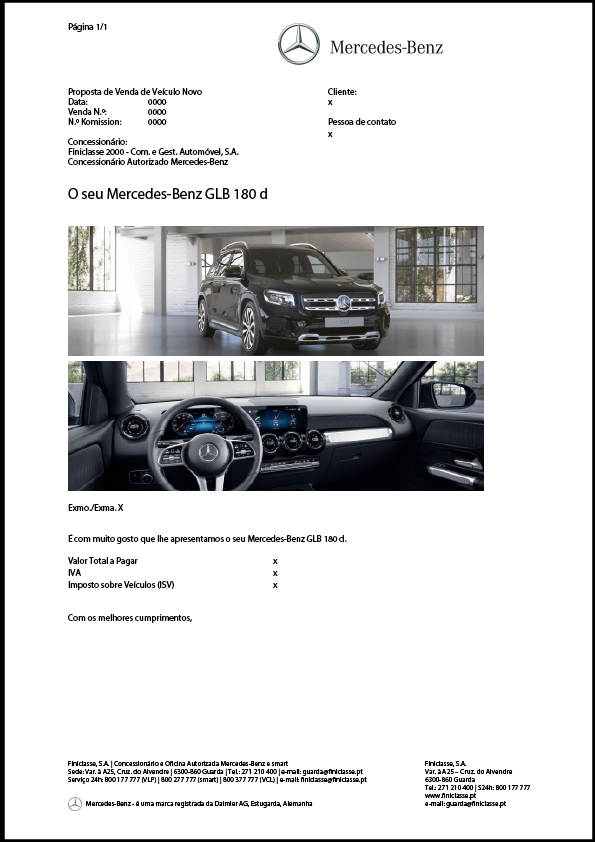 Página 1/1
Mercedes-Benz
Proposta de Venda de Veículo Novo
Data: 0000
Venda N.º: 0000
N.º Komission: 0000
Cliente:
x
Pessoa de contato
x
Concessionário:
Finiclasse 2000 - Com. e Gest. Automóvel, S.A.
Concessionário Autorizado Mercedes-Benz
O seu Mercedes-Benz GLB 180 d
Exmo./Exma. X
É com muito gosto que lhe apresentamos o seu Mercedes-Benz GLB 180 d.
Valor Total a Pagar x
IVA x
Imposto sobre Veículos (ISV) x
Com os melhores cumprimentos,
Finiclasse, S.A. | Concessionário e Oficina Autorizada Mercedes-Benz e smart
Sede: Var. à A25, Cruz. do Alvendre | 6300-860 Guarda | Tel.: 271 210 400 | e-mail: guarda@finiclasse.pt
Serviço 24h: 800 177 777 (VLP) | 800 277 777 (smart) | 800 377 777 (VCL) | e-mail: finiclasse@finiclasse.pt
Mercedes-Benz - é uma marca registrada da Daimler AG, Estugarda, Alemanha
Finiclasse, S.A.
Var. à A25 – Cruz. do Alvendre
6300-860 Guarda
Tel.: 271 210 400 | S24h: 800 177 777
www.finiclasse.pt
e-mail: guarda@finiclasse.pt